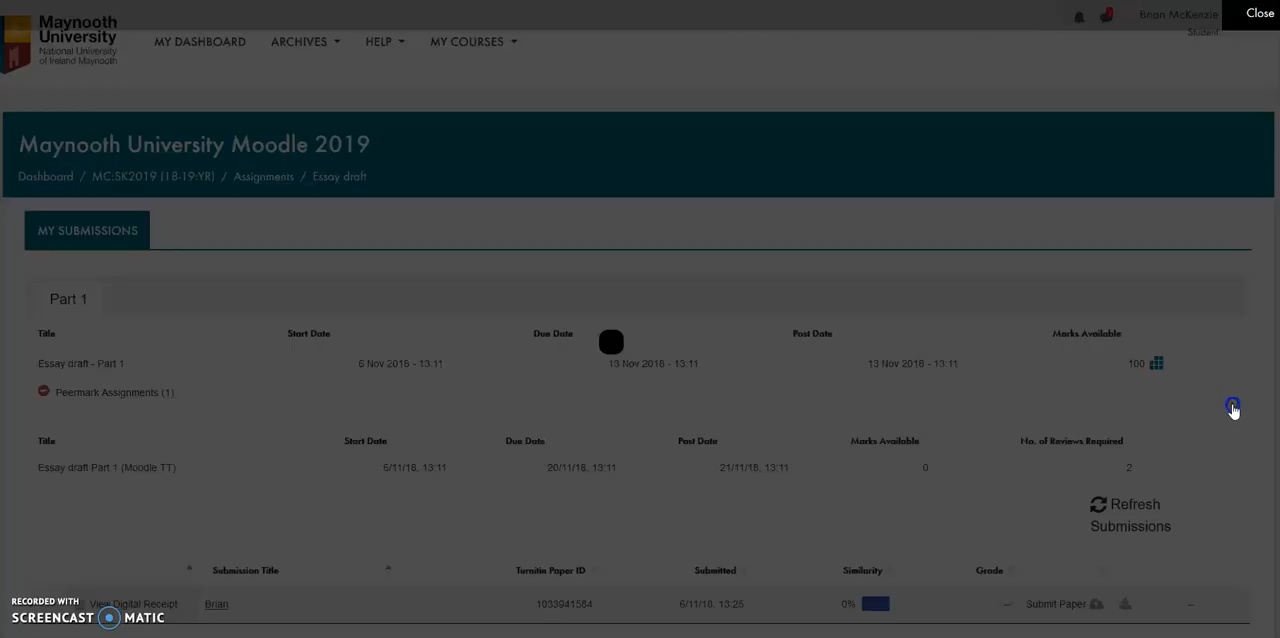 Close
Brian McKenzie
Student
Maynooth
University
National University
of Ireland Maynooth
MY DASHBOARD ARCHIVES HELP MY COURSES
Maynooth University Moodle 2019
Dashboard / MC:SK2019 (18-19:YR) / Assignments / Essay draft
MY SUBMISSIONS
Part 1
Title Start Date Due Date Post Date Marks Available
Essay draft - Part 1 6 Nov 2018 - 13:11 13 Nov 2018 - 13:11 13 Nov 2018 - 13:11 100
Peermark Assignments (1)
Title Start Date Due Date Post Date Marks Available No. of Reviews Required
Essay draft Part 1 (Moodle TT) 6/11/18, 13:11 20/11/18, 13:11 21/11/18, 13:11 0 2
Refresh
Submissions
Submission Title Turnitin Paper ID Submitted Similarity Grade
View Digital Receipt Brian 1033941584 6/11/18, 13:25 0% -- Submit Paper --
RECORDED WITH
SCREENCAST MATIC